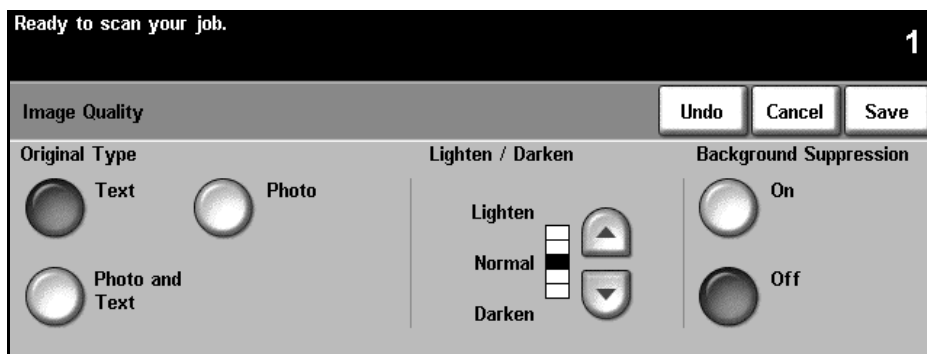 Ready to scan your job.
1
Image Quality
Undo
Cancel
Save
Original Type
Text
Photo
Photo and
Text
Lighten / Darken
Lighten
Normal
Darken
Background Suppression
On
Off